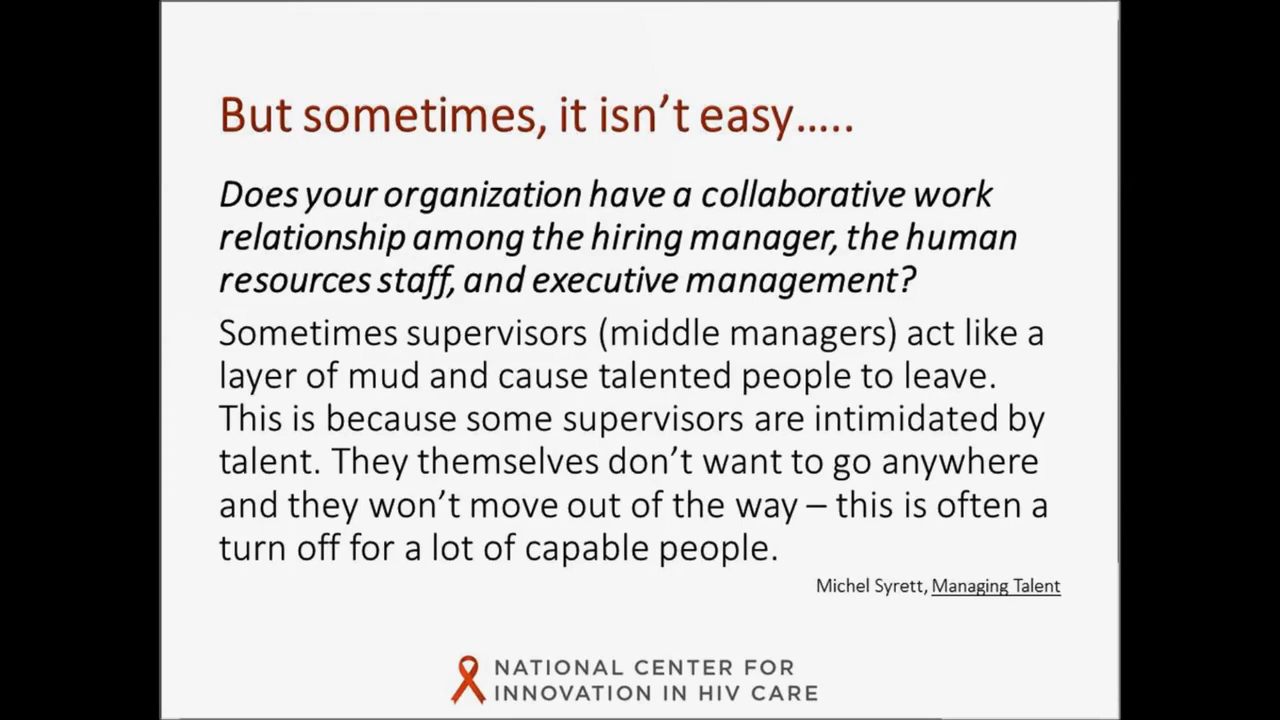 But sometimes, it isn't easy…..
Does your organization have a collaborative work
relationship among the hiring manager, the human
resources staff, and executive management?
Sometimes supervisors (middle managers) act like a
layer of mud and cause talented people to leave.
This is because some supervisors are intimidated by
talent. They themselves don't want to go anywhere
and they won't move out of the way – this is often a
turn off for a lot of capable people.
Michel Syrett, Managing Talent
NATIONAL CENTER FOR
INNOVATION IN HIV CARE